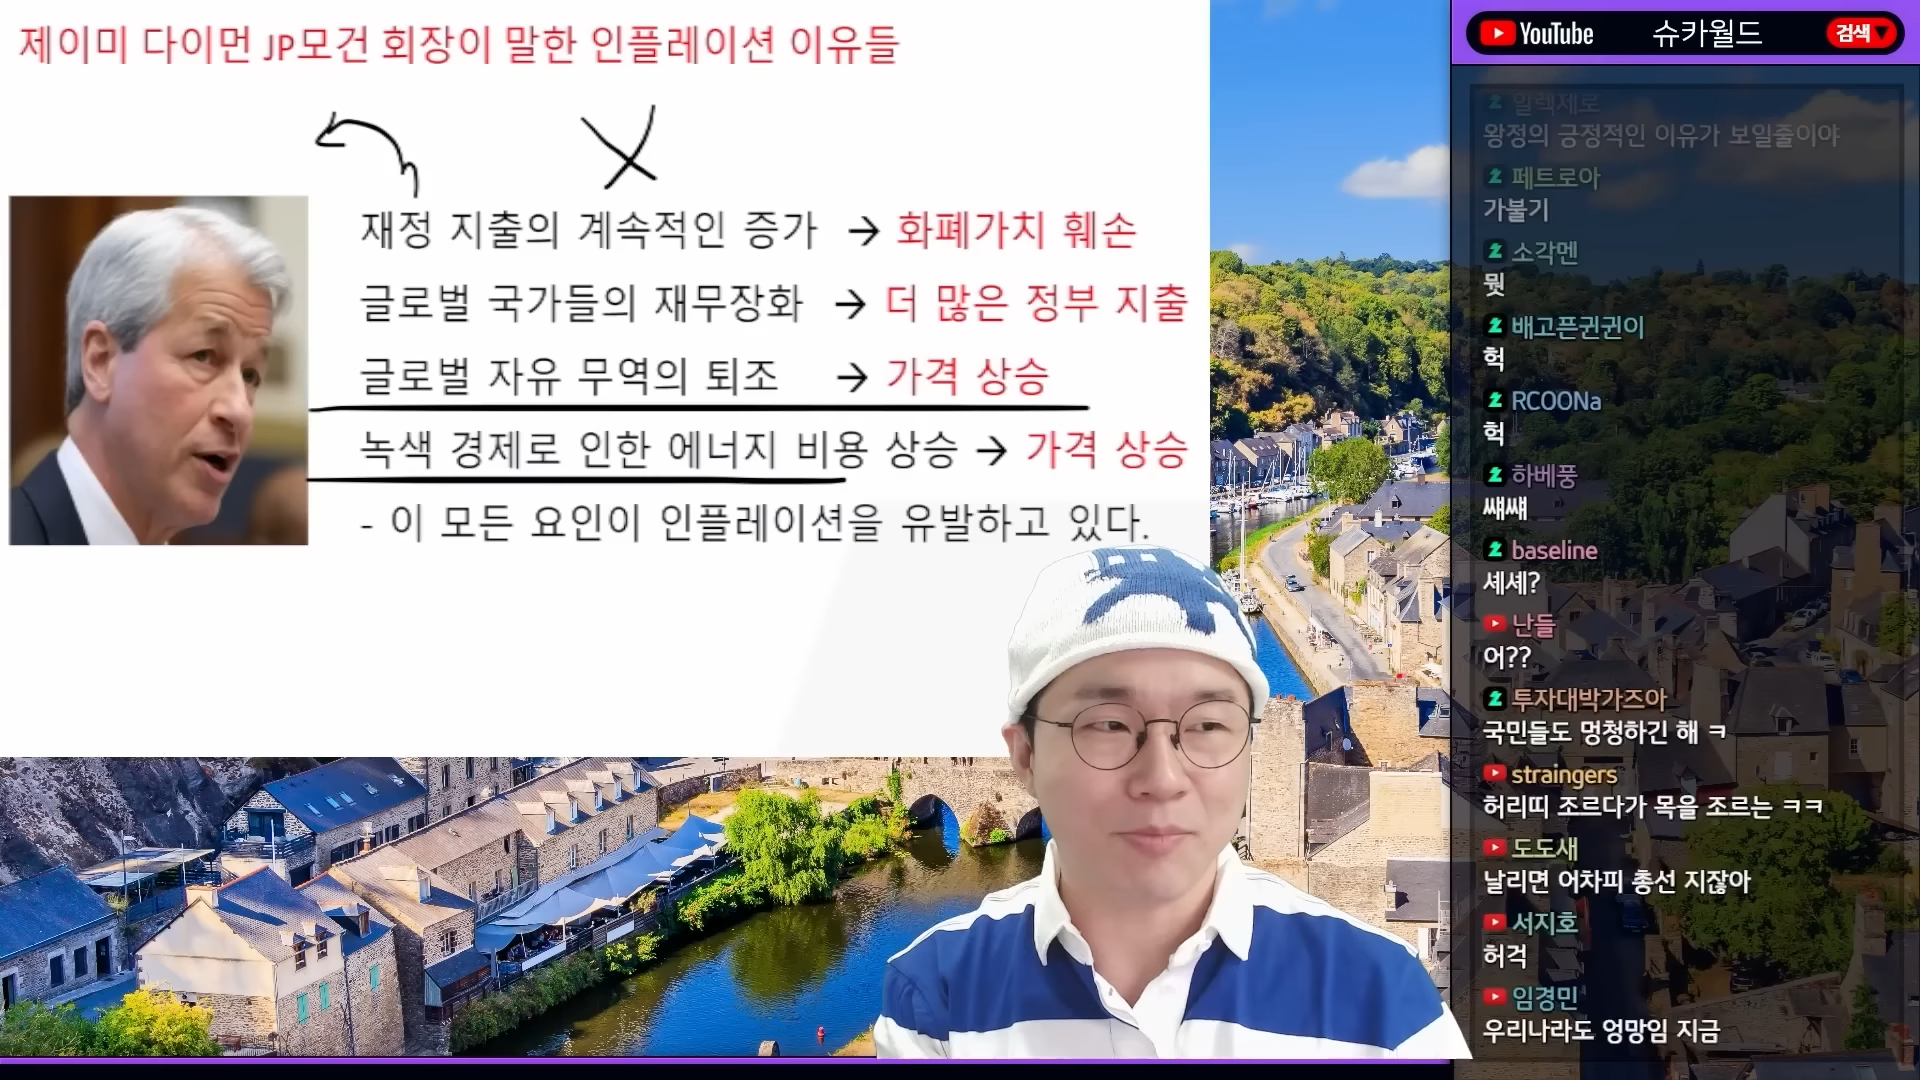 제이미 다이먼 JP모건 회장이 말한 인플레이션 이유들
재정 지출의 계속적인 증가 → 화폐가치 훼손
글로벌 국가들의 재무장화 → 더 많은 정부 지출
글로벌 자유 무역의 퇴조 → 가격 상승
녹색 경제로 인한 에너지 비용 상승 → 가격 상승
- 이 모든 요인이 인플레이션을 유발하고 있다.
YouTube 슈카월드 검색
일렉제로
왕정의 긍정적인 이유가 보일줄이야
페트로아
가불기
소각멘
뭣
배고픈귄귄이
헉
RCOONa
헉
하베풍
썌썌
baseline
셰셰?
난들
어??
투자대박가즈아
국민들도 멍청하긴 해 ㅋ
straingers
허리띠 조르다가 목을 조르는 ㅋㅋ
도도새
날리면 어차피 총선 지잖아
서지호
허걱
임경민
우리나라도 엉망임 지금